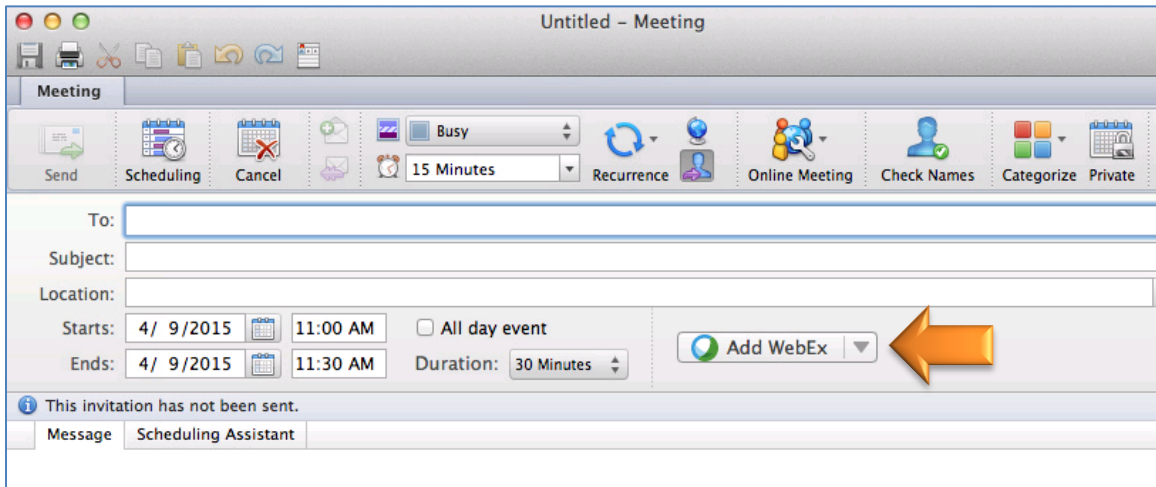 Untitled – Meeting
Meeting
Busy
15 Minutes
Send
Scheduling
Cancel
Recurrence
Online Meeting
Check Names
Categorize
Private
To:
Subject:
Location:
Starts: 4/ 9/2015 11:00 AM All day event
Add WebEx
Ends: 4/ 9/2015 11:30 AM Duration: 30 Minutes
This invitation has not been sent.
Message Scheduling Assistant